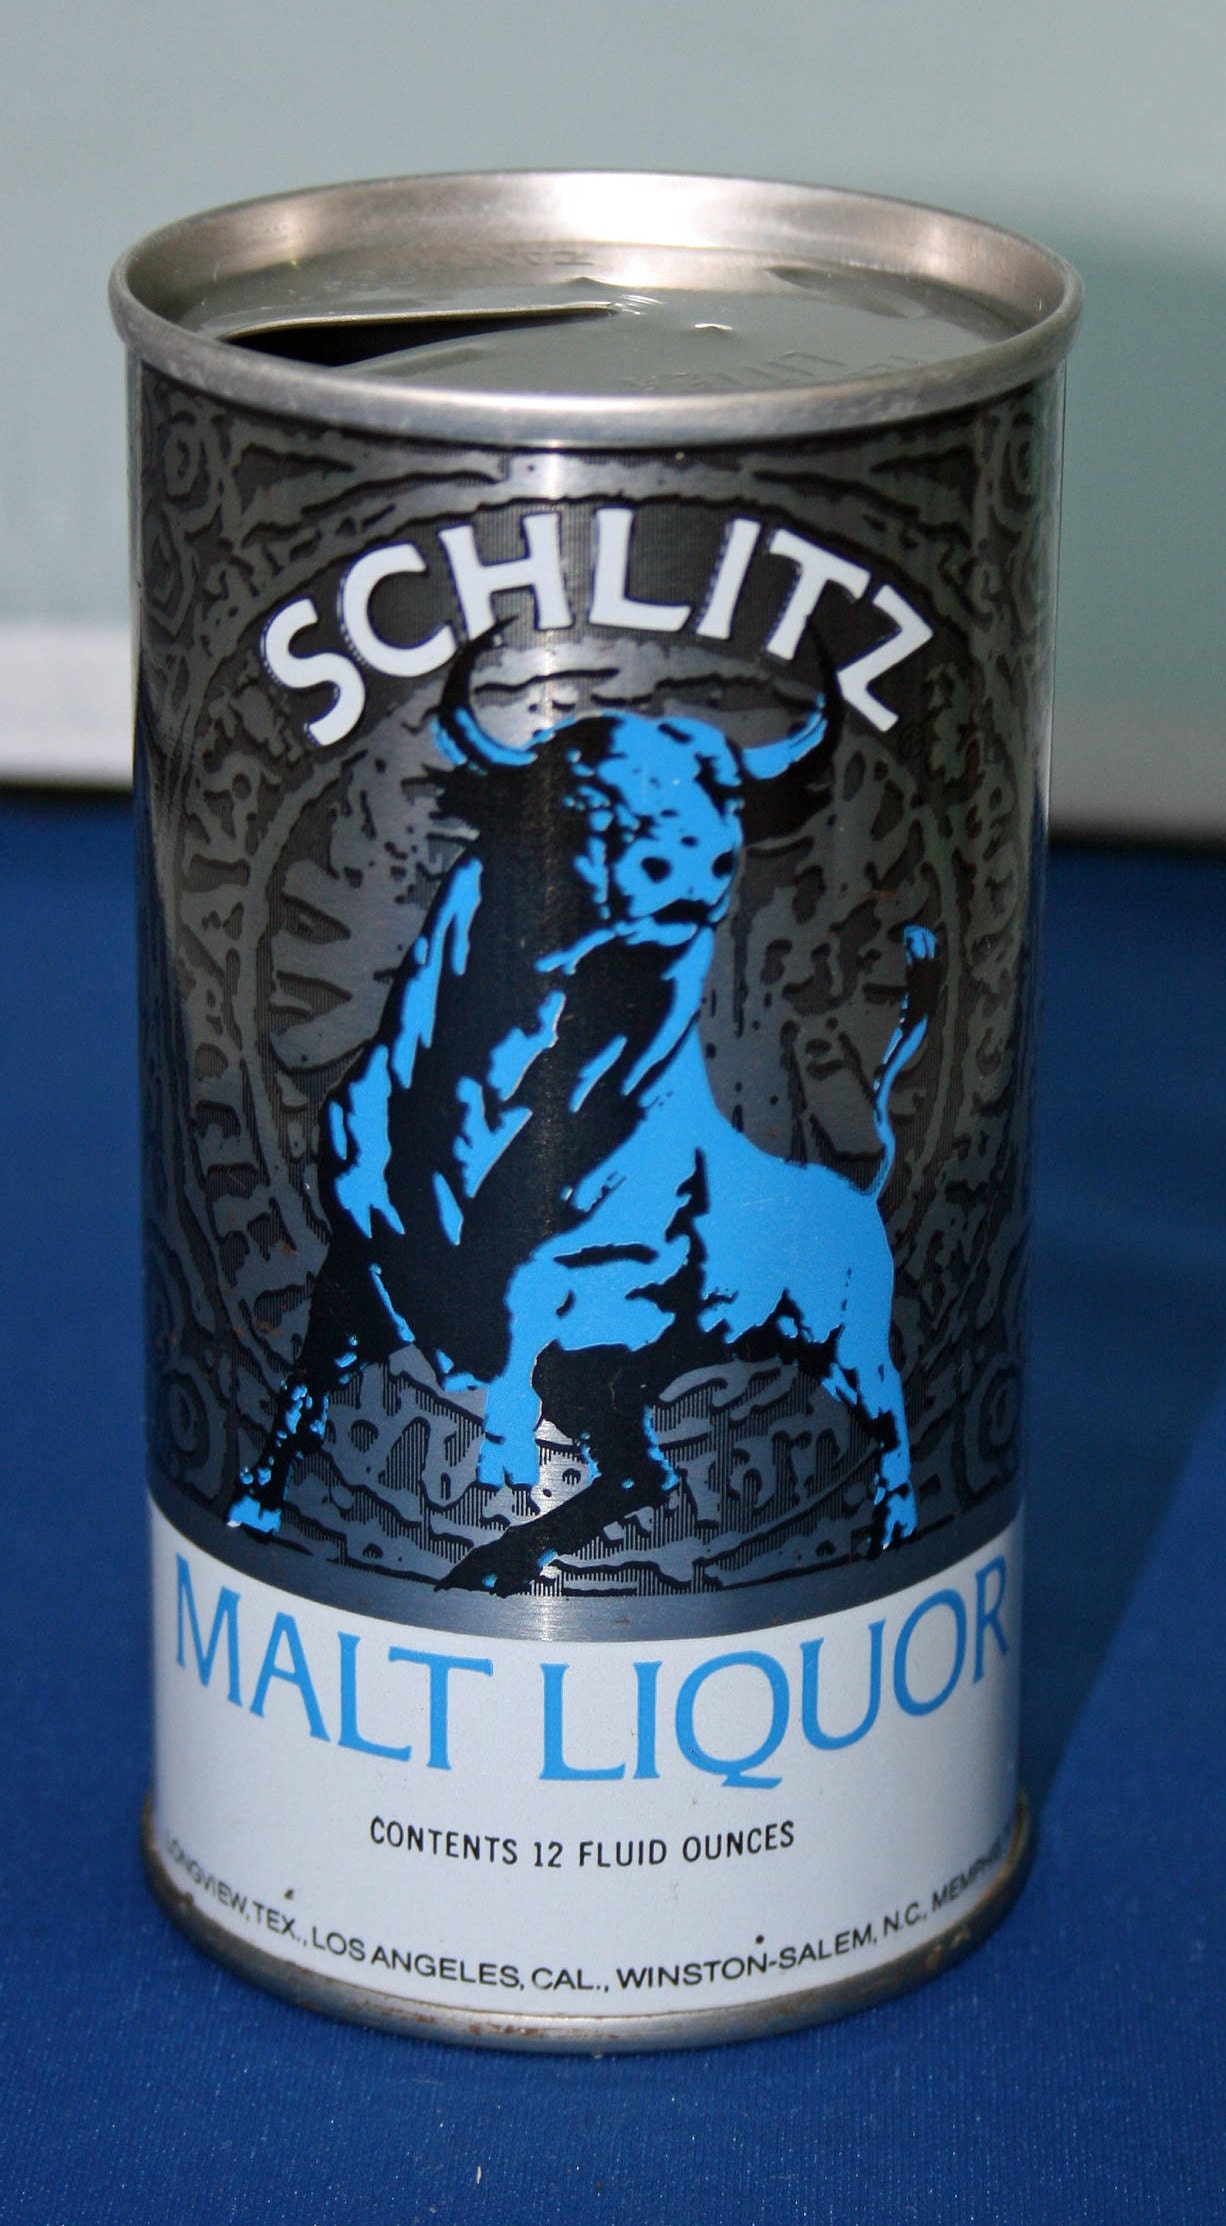 SCHLITZ
MALT LIQUOR
CONTENTS 12 FLUID OUNCES
LONGVIEW, TEX., LOS ANGELES, CAL., WINSTON-SALEM, N.C.,